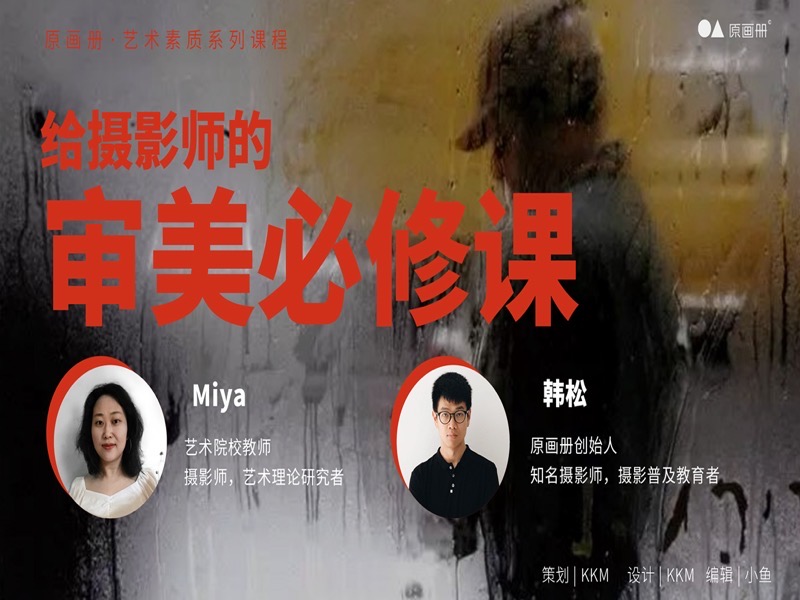 原画册·艺术素质系列课程
原画册©
给摄影师的
审美必修课
Miya
艺术院校教师
摄影师，艺术理论研究者
韩松
原画册创始人
知名摄影师，摄影普及教育者
策划 | KKM 设计 | KKM 编辑 | 小鱼